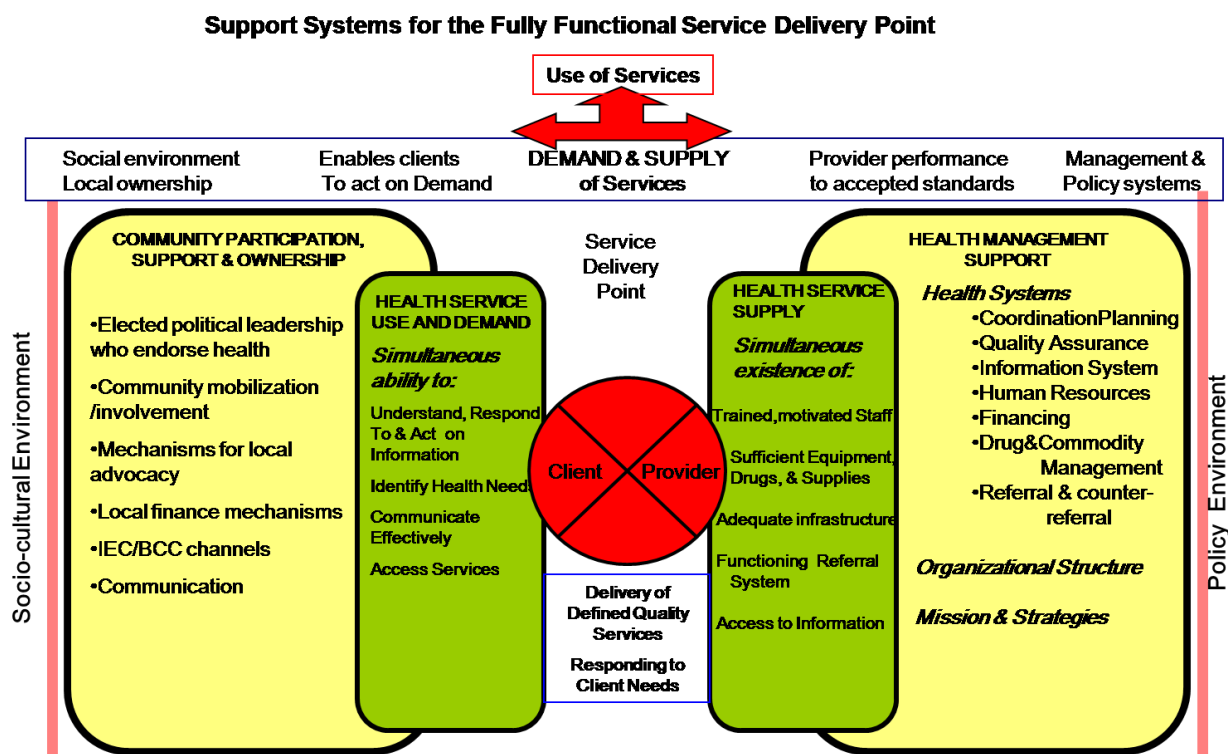 Support Systems for the Fully Functional Service Delivery Point
Use of Services
Social environment
Local ownership
Enables clients
To act on Demand
DEMAND & SUPPLY
of Services
Provider performance
to accepted standards
Management &
Policy systems
Socio-cultural Environment
COMMUNITY PARTICIPATION,
SUPPORT & OWNERSHIP
•Elected political leadership
who endorse health
•Community mobilization
/involvement
•Mechanisms for local
advocacy
•Local finance mechanisms
•IEC/BCC channels
•Communication
HEALTH SERVICE
USE AND DEMAND
Simultaneous
ability to:
Understand, Respond
To & Act on
Information
Identify Health Needs
Communicate
Effectively
Access Services
Service
Delivery
Point
Client
Provider
Delivery of
Defined Quality
Services
Responding to
Client Needs
HEALTH SERVICE
SUPPLY
Simultaneous
existence of:
Trained,motivated Staff
Sufficient Equipment,
Drugs, & Supplies
Adequate infrastructure
Functioning Referral
System
Access to Information
HEALTH MANAGEMENT
SUPPORT
Health Systems
•CoordinationPlanning
•Quality Assurance
•Information System
•Human Resources
•Financing
•Drug&Commodity
Management
•Referral & counter-
referral
Organizational Structure
Mission & Strategies
Policy Environment